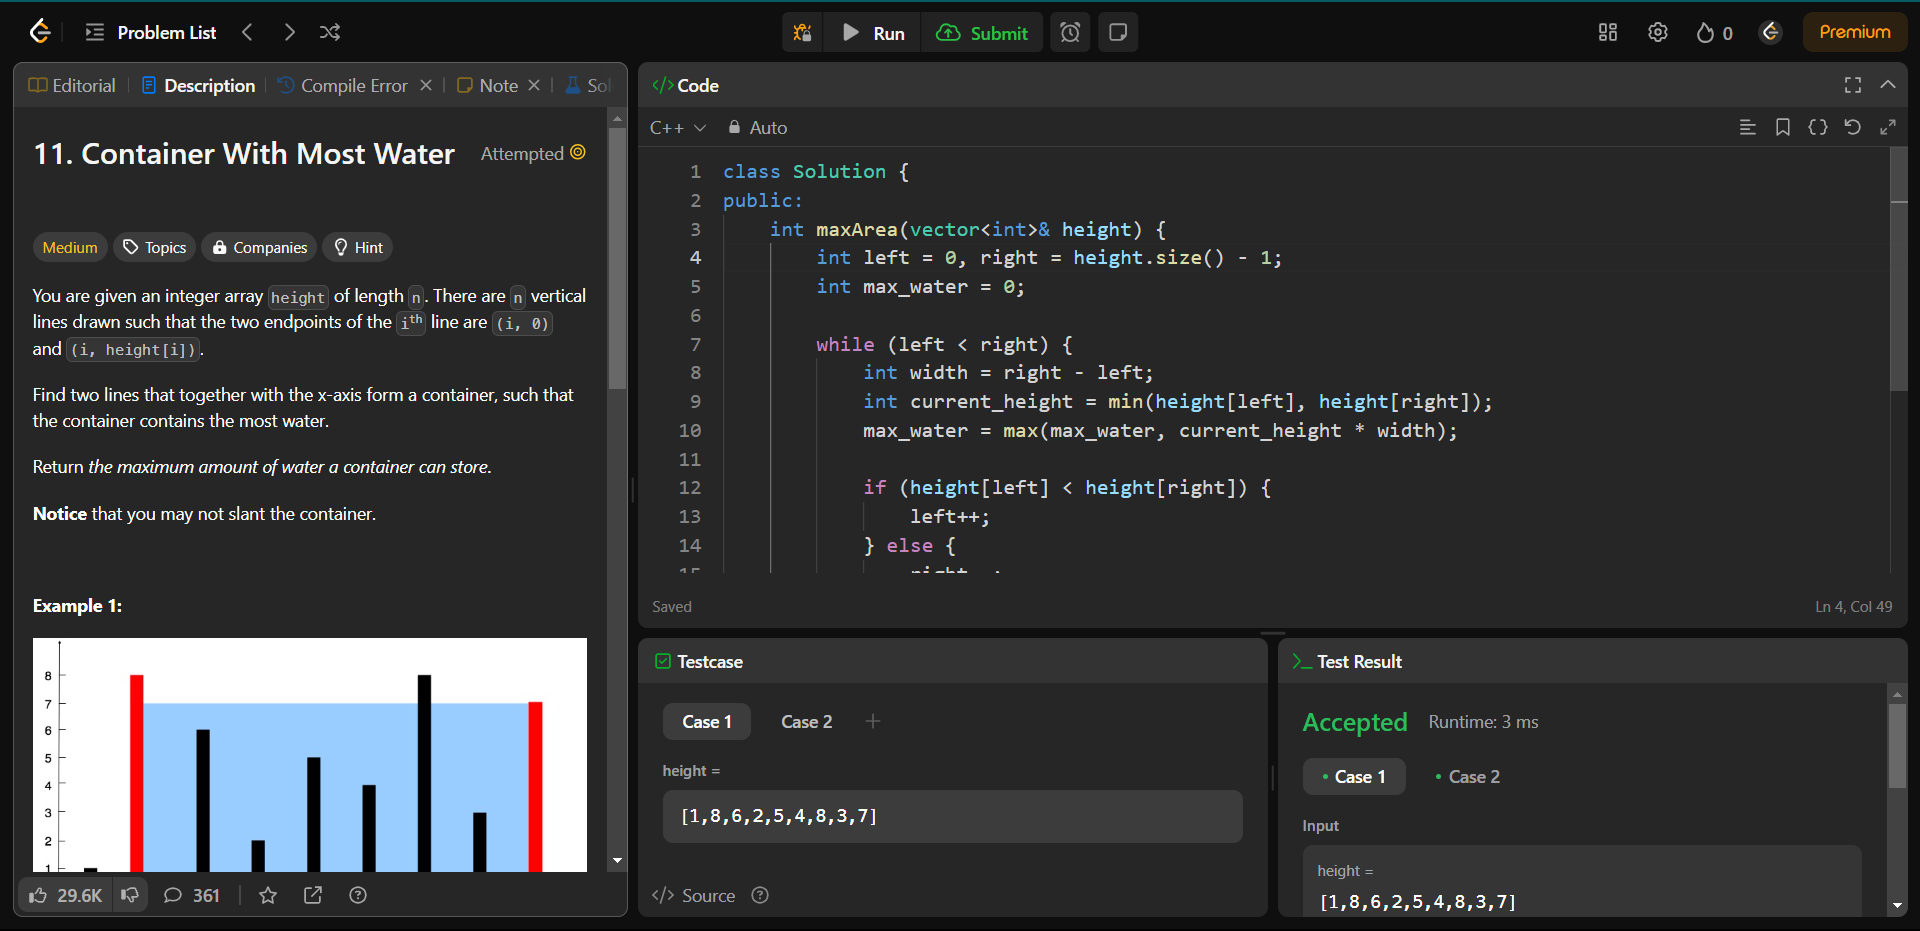 Problem List
Run
Submit
0
Premium
Editorial
Description
Compile Error
Note
Sol
11. Container With Most Water
Attempted
Medium
Topics
Companies
Hint
You are given an integer array height of length n. There are n vertical
lines drawn such that the two endpoints of the ith line are (i, 0)
and (i, height[i]).
Find two lines that together with the x-axis form a container, such that
the container contains the most water.
Return the maximum amount of water a container can store.
Notice that you may not slant the container.
Example 1:
8
7
6
5
4
3
2
1
29.6K
361
Code
C++
Auto
1 class Solution {
2 public:
3 int maxArea(vector<int>& height) {
4 int left = 0, right = height.size() - 1;
5 int max_water = 0;
6
7 while (left < right) {
8 int width = right - left;
9 int current_height = min(height[left], height[right]);
10 max_water = max(max_water, current_height * width);
11
12 if (height[left] < height[right]) {
13 left++;
14 } else {
Saved
Ln 4, Col 49
Testcase
Case 1
Case 2
height =
[1,8,6,2,5,4,8,3,7]
Source
Test Result
Accepted
Runtime: 3 ms
Case 1
Case 2
Input
height =
[1,8,6,2,5,4,8,3,7]